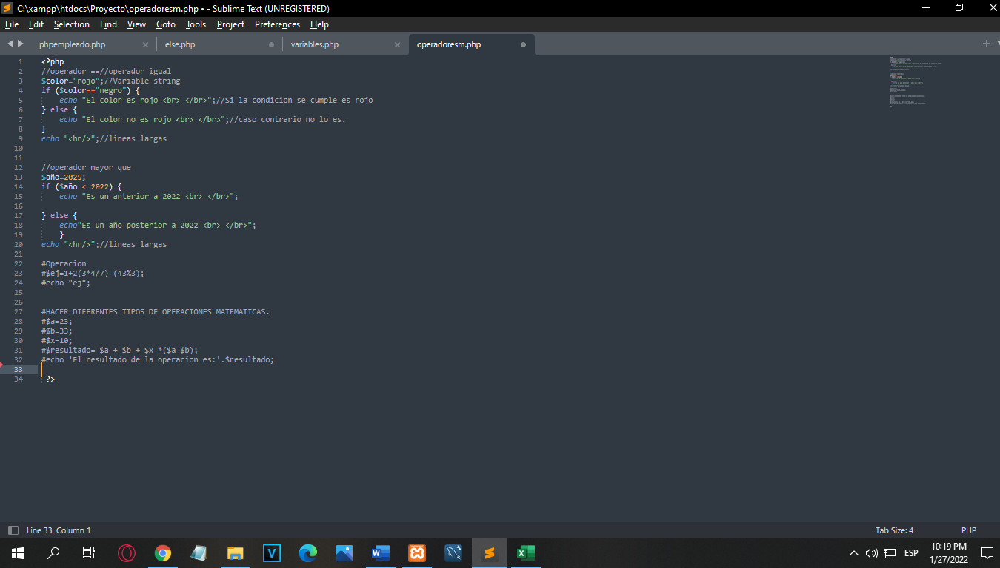 C:\xampp\htdocs\Proyecto\operadoresm.php • - Sublime Text (UNREGISTERED)
File Edit Selection Find View Goto Tools Project Preferences Help
phpempleado.php else.php variables.php operadoresm.php
1 <?php
2 //operador ==//operador igual
3 $color="rojo";//Variable string
4 if ($color=="negro") {
5 echo "El color es rojo <br> </br>";//Si la condicion se cumple es rojo
6 } else {
7 echo "El color no es rojo <br> </br>";//caso contrario no lo es.
8 }
9 echo "<hr/>";//lineas largas
10
11
12 //operador mayor que
13 $año=2025;
14 if ($año < 2022) {
15 echo "Es un anterior a 2022 <br> </br>";
16
17 } else {
18 echo"Es un año posterior a 2022 <br> </br>";
19 }
20 echo "<hr/>";//lineas largas
21
22 #Operacion
23 #$ej=1+2(3*4/7)-(43%3);
24 #echo "ej";
25
26
27 #HACER DIFERENTES TIPOS DE OPERACIONES MATEMATICAS.
28 #$a=23;
29 #$b=33;
30 #$x=10;
31 #$resultado= $a + $b + $x *($a-$b);
32 #echo 'El resultado de la operacion es:'.$resultado;
33
34 ?>
Line 33, Column 1 Tab Size: 4 PHP
ESP
10:19 PM
1/27/2022